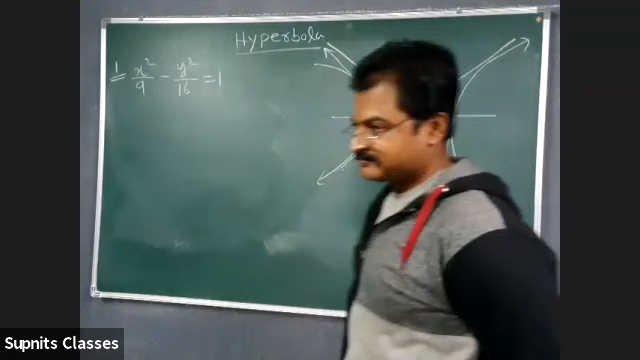 Hyperbola
1 x²/9 - y²/16 = 1
Supnits Classes